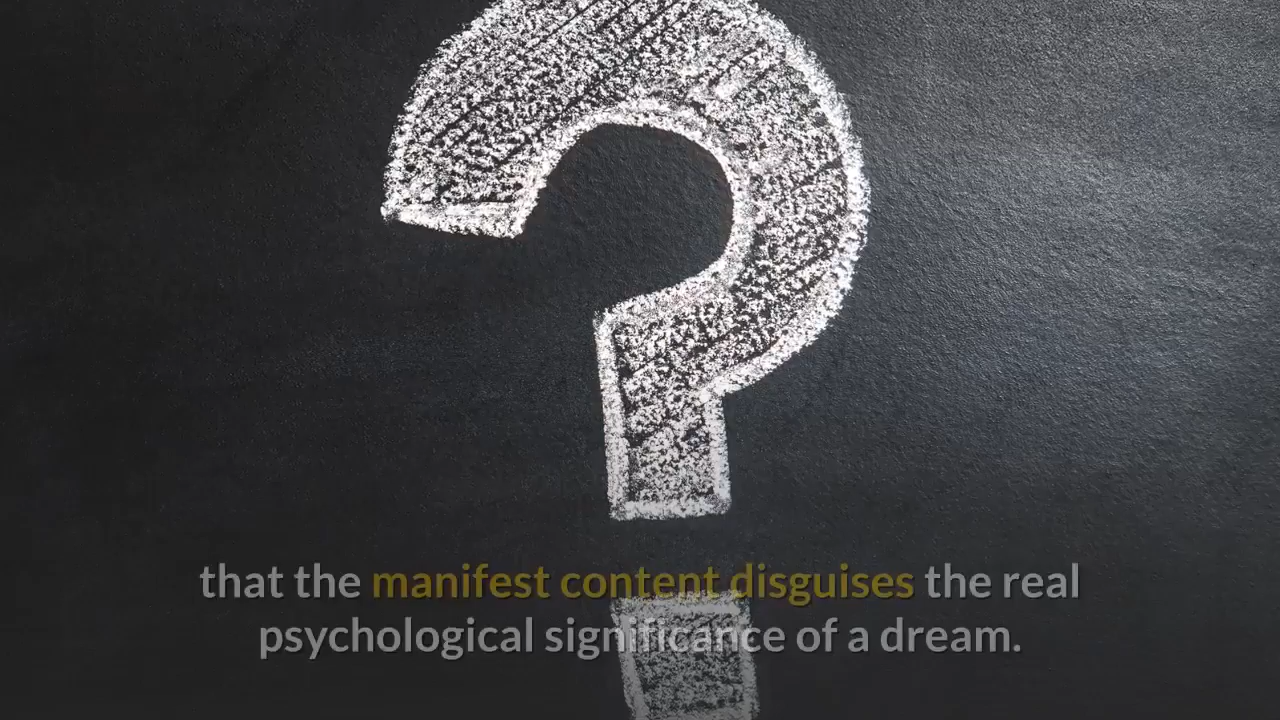 that the manifest content disguises the real
psychological significance of a dream.